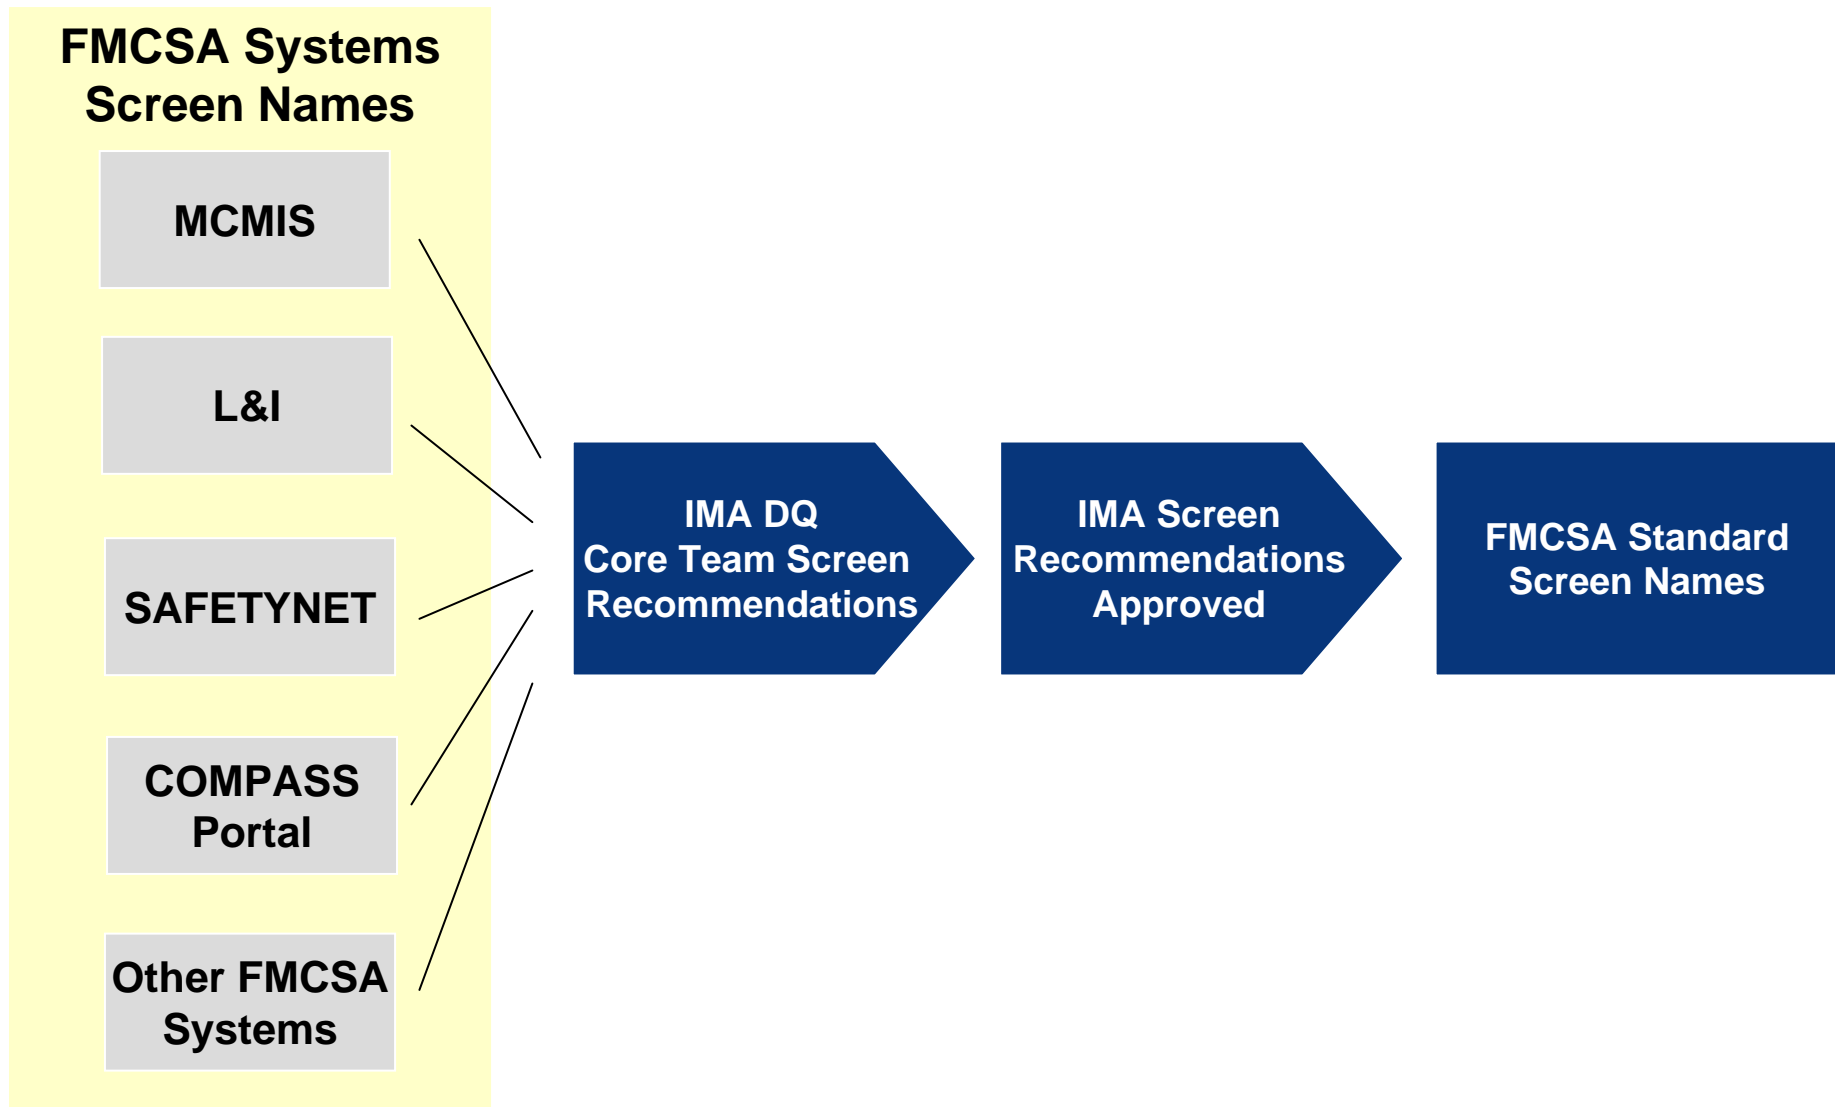 FMCSA Systems
Screen Names
MCMIS
L&I
SAFETYNET
COMPASS
Portal
Other FMCSA
Systems
IMA DQ
Core Team Screen
Recommendations
IMA Screen
Recommendations
Approved
FMCSA Standard
Screen Names